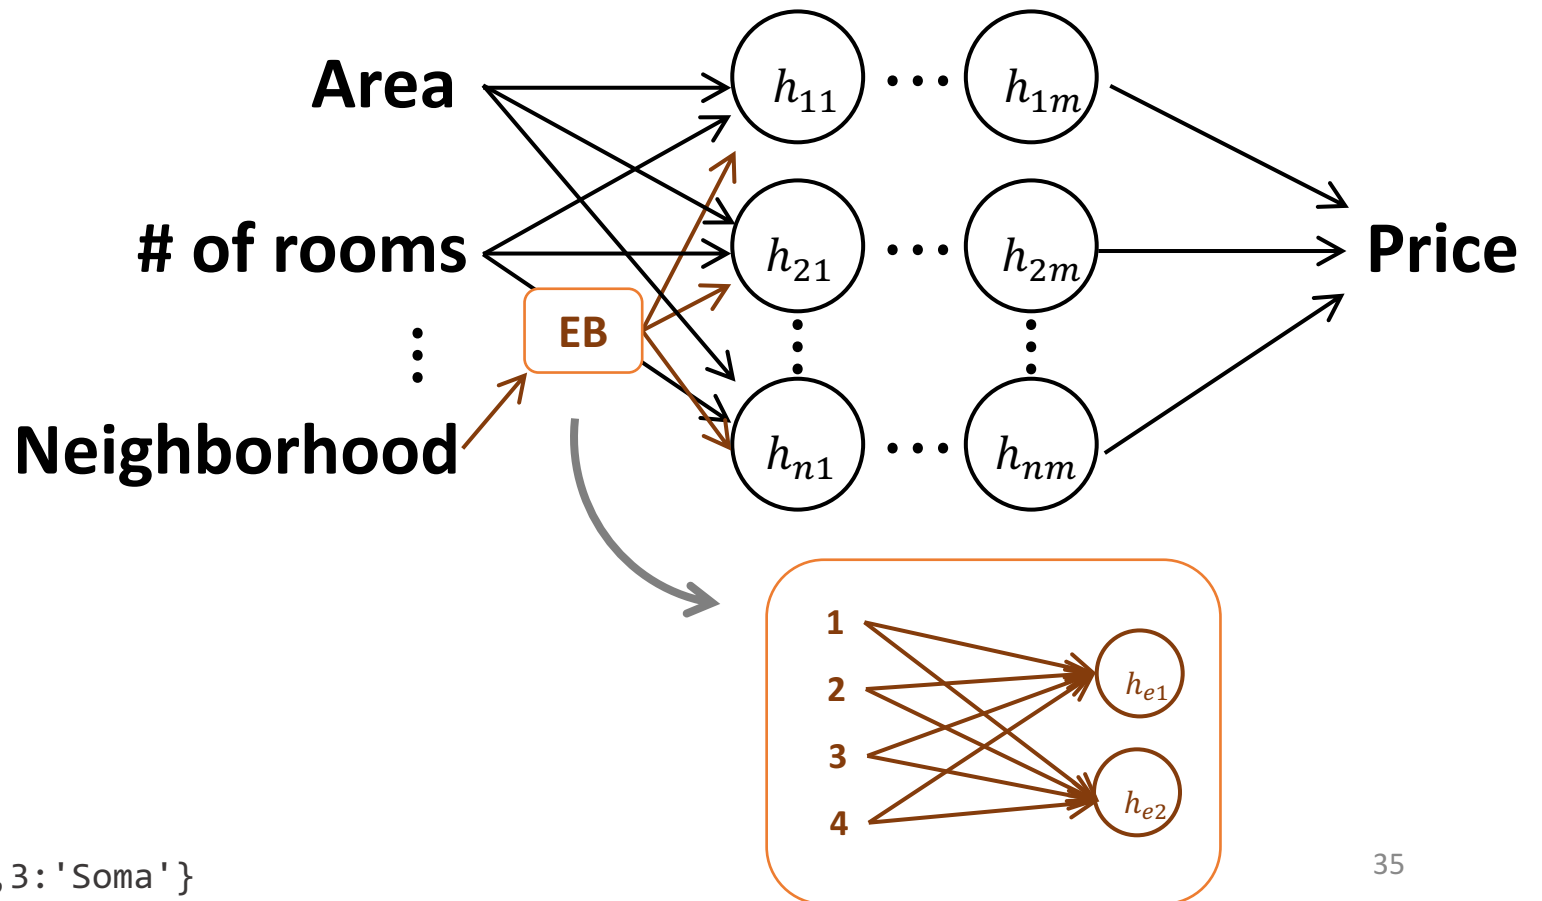 Area
# of rooms
⋮
Neighborhood
EB
h₁₁ ... h₁ₘ
h₂₁ ... h₂ₘ
hₙ₁ ... hₙₘ
Price
1
2
3
4
hₑ₁
hₑ₂
,3:'Soma'}
35